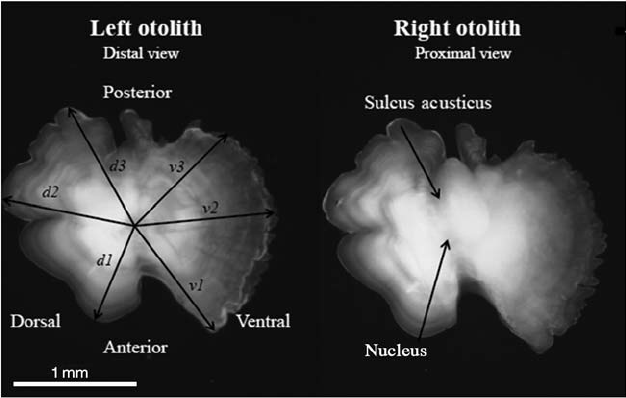 Left otolith
Distal view
Posterior
d3
v3
d2
v2
d1
v1
Dorsal
Ventral
Anterior
1 mm
Right otolith
Proximal view
Sulcus acusticus
Nucleus